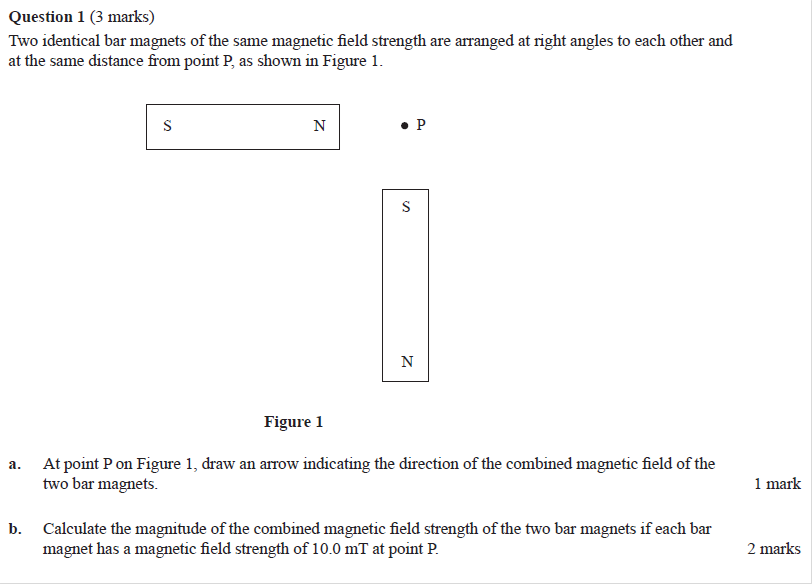 Question 1 (3 marks)
Two identical bar magnets of the same magnetic field strength are arranged at right angles to each other and
at the same distance from point P, as shown in Figure 1.
S N P
S
N
Figure 1
a. At point P on Figure 1, draw an arrow indicating the direction of the combined magnetic field of the
two bar magnets. 1 mark
b. Calculate the magnitude of the combined magnetic field strength of the two bar magnets if each bar
magnet has a magnetic field strength of 10.0 mT at point P. 2 marks